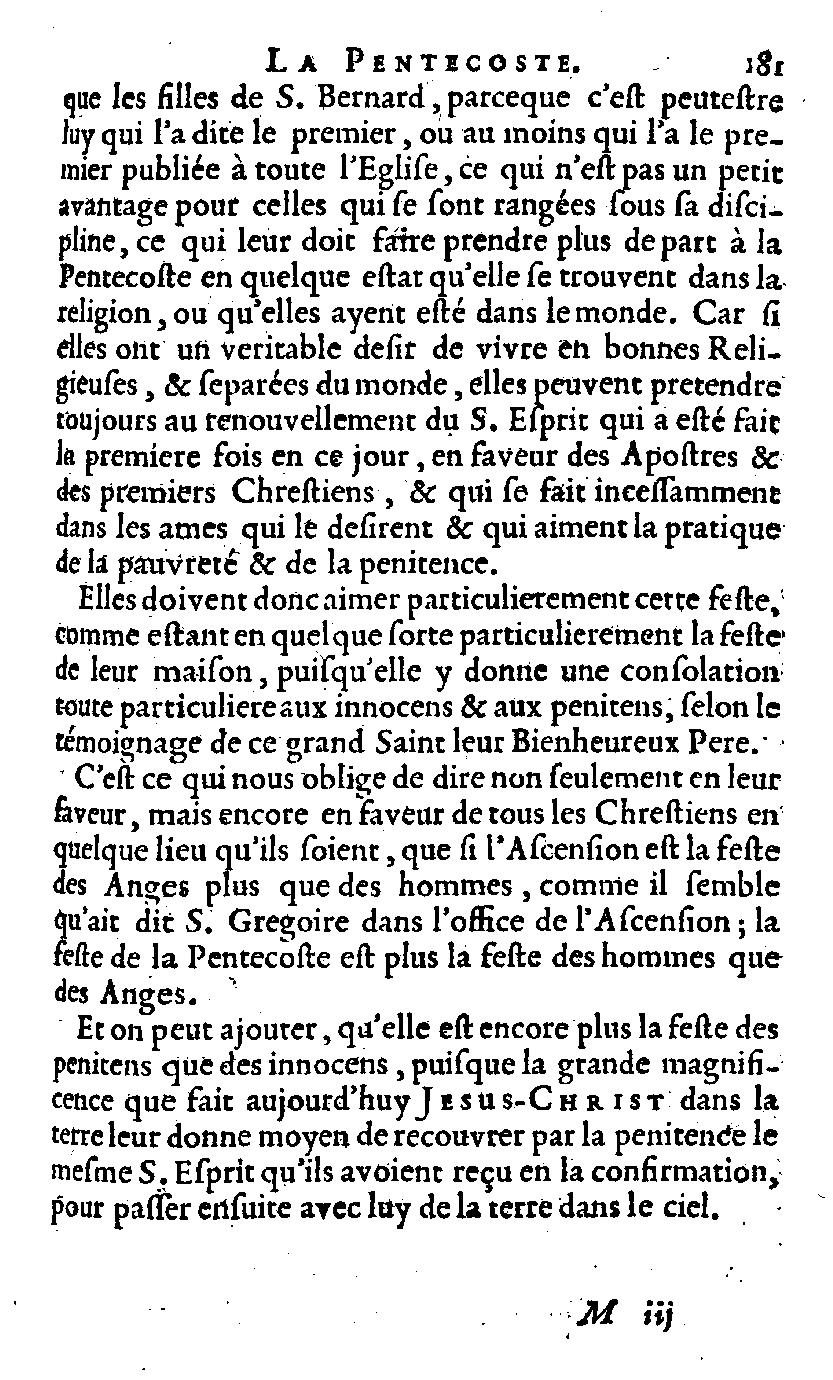 LA PENTECOSTE. 181
que les filles de S. Bernard, parceque c'eſt peuteſtre
luy qui l'a dite le premier, ou au moins qui l'a le pre-
mier publiée à toute l'Egliſe, ce qui n'eſt pas un petit
avantage pour celles qui ſe ſont rangées ſous ſa diſci-
pline, ce qui leur doit faire prendre plus de part à la
Pentecoſte en quelque eſtat qu'elle ſe trouvent dans la
religion, ou qu'elles ayent eſté dans le monde. Car ſi
elles ont un veritable deſir de vivre en bonnes Reli-
gieuſes, & ſeparées du monde, elles peuvent pretendre
toujours au renouvellement du S. Eſprit qui a eſté fait
la premiere fois en ce jour, en faveur des Apoſtres &
des premiers Chreſtiens, & qui ſe fait inceſſamment
dans les ames qui le deſirent & qui aiment la pratique
de la pauvreté & de la penitence.
Elles doivent donc aimer particulierement cette feſte,
comme eſtant en quelque ſorte particulierement la feſte
de leur maiſon, puiſqu'elle y donne une conſolation
toute particuliere aux innocens & aux penitens, ſelon le
témoignage de ce grand Saint leur Bienheureux Pere.
C'eſt ce qui nous oblige de dire non ſeulement en leur
faveur, mais encore en faveur de tous les Chreſtiens en
quelque lieu qu'ils ſoient, que ſi l'Aſcenſion eſt la feſte
des Anges plus que des hommes, comme il ſemble
qu'ait dit S. Gregoire dans l'office de l'Aſcenſion; la
feſte de la Pentecoſte eſt plus la feſte des hommes que
des Anges.
Et on peut ajouter, qu'elle eſt encore plus la feſte des
penitens que des innocens, puiſque la grande magnifi-
cence que fait aujourd'huy JESUS-CHRIST dans la
terre leur donne moyen de recouvrer par la penitence le
meſme S. Eſprit qu'ils avoient reçu en la confirmation,
pour paſſer enſuite avec luy de la terre dans le ciel.
M iij